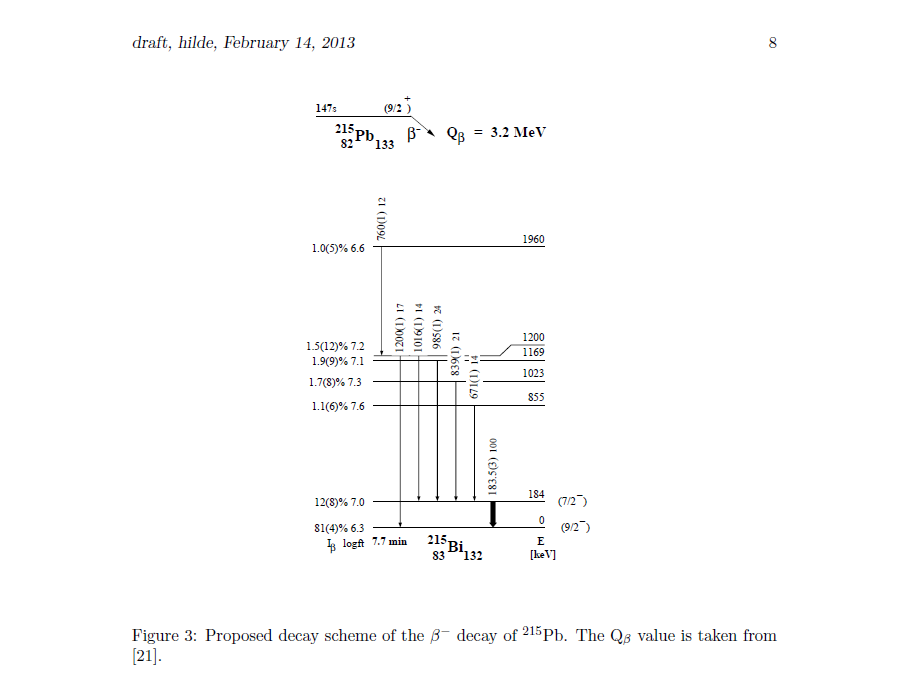 draft, hilde, February 14, 2013 8
147s (9/2⁺)
²¹⁵₈₂Pb₁₃₃ β⁻ Qᵦ = 3.2 MeV
760(1) 12
1.0(5)% 6.6 1960
1200(1) 17
1016(1) 14
985(1) 24
839(1) 21
671(1) 14
1200
1.5(12)% 7.2 1169
1.9(9)% 7.1
1.7(8)% 7.3 1023
1.1(6)% 7.6 855
183.5(3) 100
12(8)% 7.0 184 (7/2⁻)
81(4)% 6.3 0 (9/2⁻)
Iᵦ logft 7.7 min ²¹⁵₈₃Bi₁₃₂ E
[keV]
Figure 3: Proposed decay scheme of the β⁻ decay of ²¹⁵Pb. The Qᵦ value is taken from
[21].